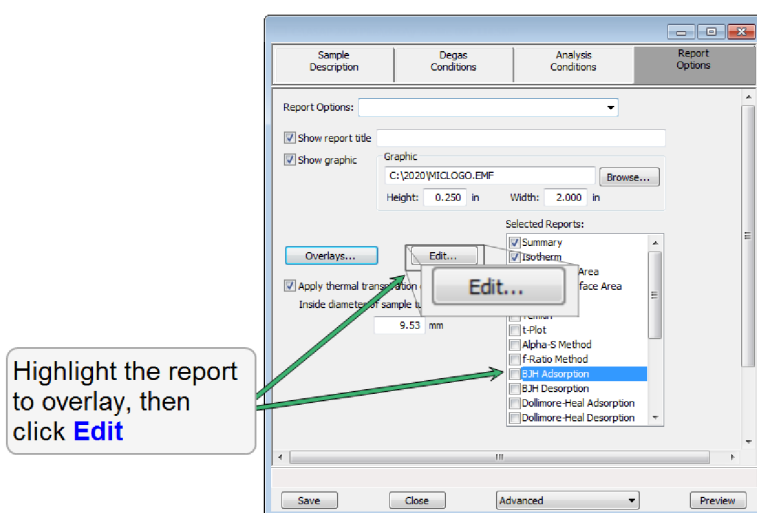 Sample
Description
Degas
Conditions
Analysis
Conditions
Report
Options
Report Options:
Show report title
Show graphic
Graphic
C:\2020\MICLOGO.EMF
Browse...
Height: 0.250 in Width: 2.000 in
Selected Reports:
Summary
Isotherm
Area
face Area
Overlays...
Edit...
Edit...
Apply thermal
Inside diameter of sample
9.53 mm
t-Plot
Alpha-S Method
f-Ratio Method
BJH Adsorption
BJH Desorption
Dollimore-Heal Adsorption
Dollimore-Heal Desorption
Highlight the report
to overlay, then
click Edit
Save
Close
Advanced
Preview